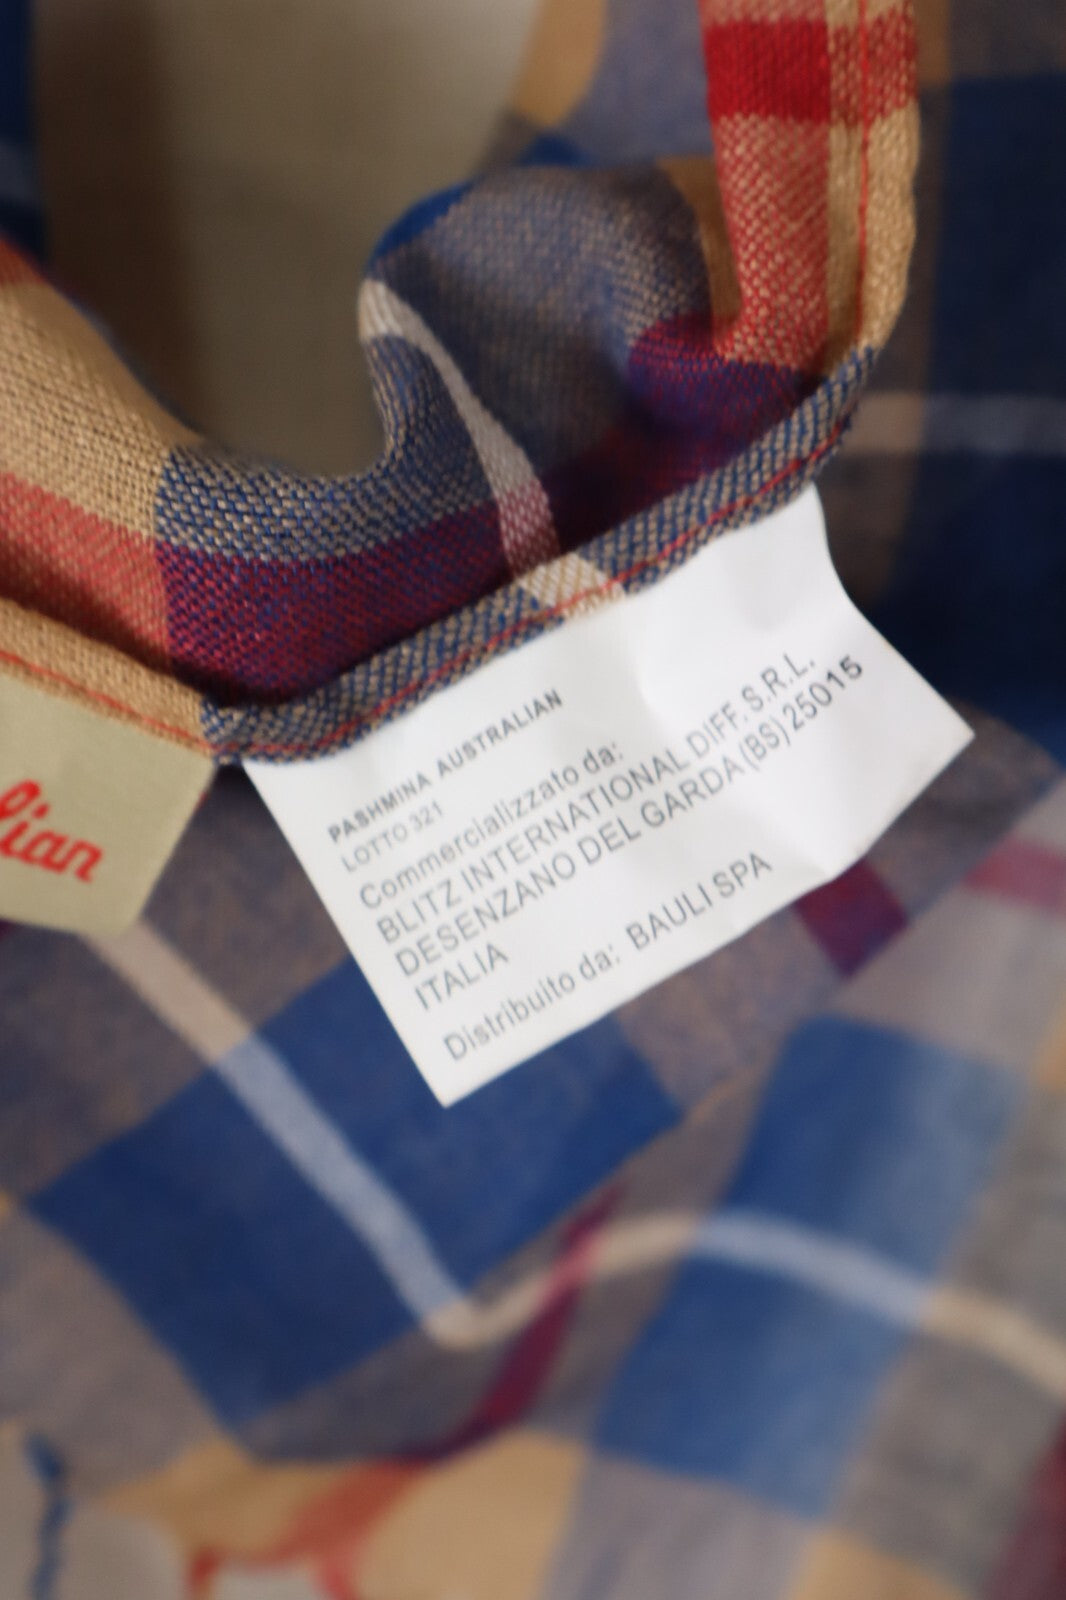 PASHMINA AUSTRALIAN
LOTTO 321
Commercializzato da:
BLITZ INTERNATIONAL DIFF. S.R.L.
DESENZANO DEL GARDA (BS) 25015
ITALIA
Distribuito da: BAULI SPA
lian